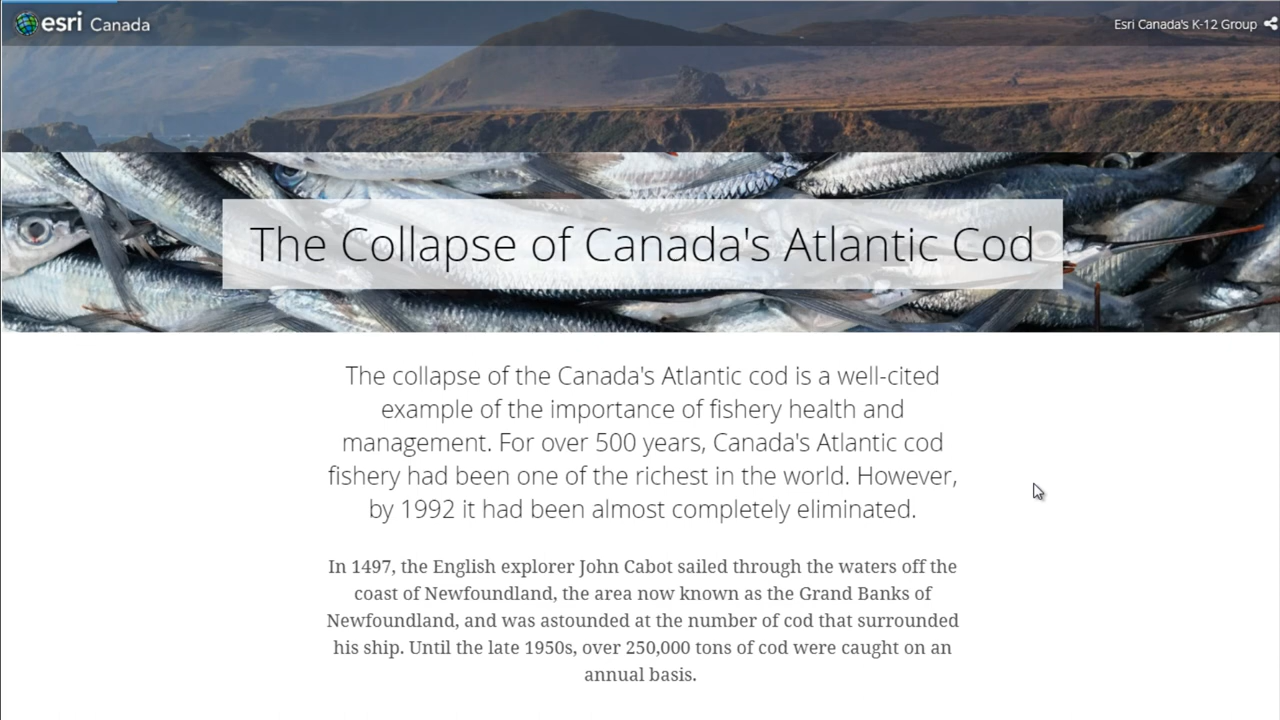 esri Canada
Esri Canada's K-12 Group
The Collapse of Canada's Atlantic Cod
The collapse of the Canada's Atlantic cod is a well-cited
example of the importance of fishery health and
management. For over 500 years, Canada's Atlantic cod
fishery had been one of the richest in the world. However,
by 1992 it had been almost completely eliminated.
In 1497, the English explorer John Cabot sailed through the waters off the
coast of Newfoundland, the area now known as the Grand Banks of
Newfoundland, and was astounded at the number of cod that surrounded
his ship. Until the late 1950s, over 250,000 tons of cod were caught on an
annual basis.